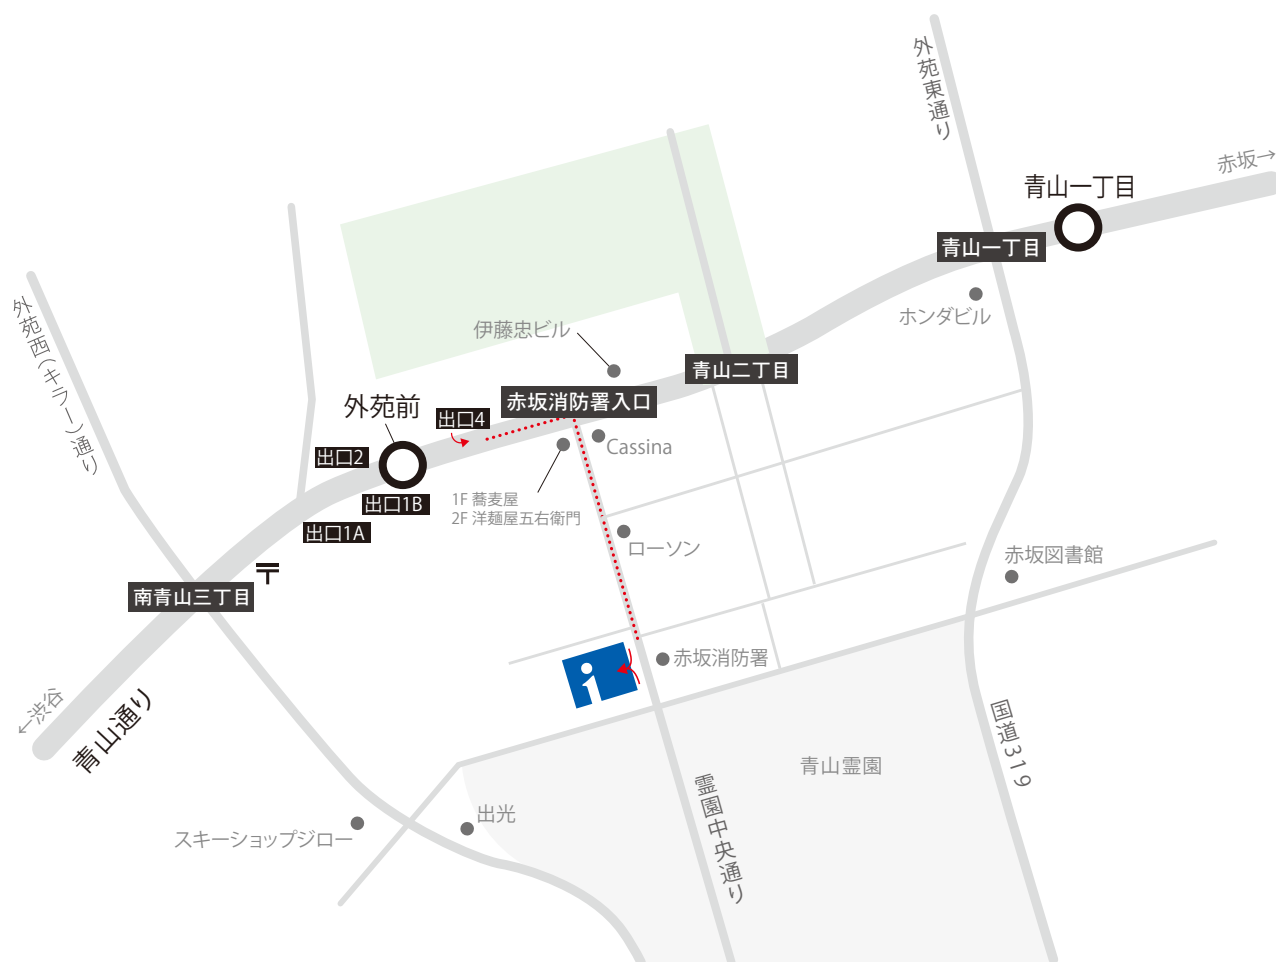 外苑東通り
赤坂→
青山一丁目
青山一丁目
ホンダビル
外苑西(キラー)通り
伊藤忠ビル
青山二丁目
赤坂消防署入口
外苑前
出口4
出口2
Cassina
出口1B
1F 蕎麦屋
2F 洋麺屋五右衛門
出口1A
ローソン
赤坂図書館
〒
南青山三丁目
赤坂消防署
i
←渋谷
青山通り
国道319
青山霊園
霊園中央通り
出光
スキーショップジロー